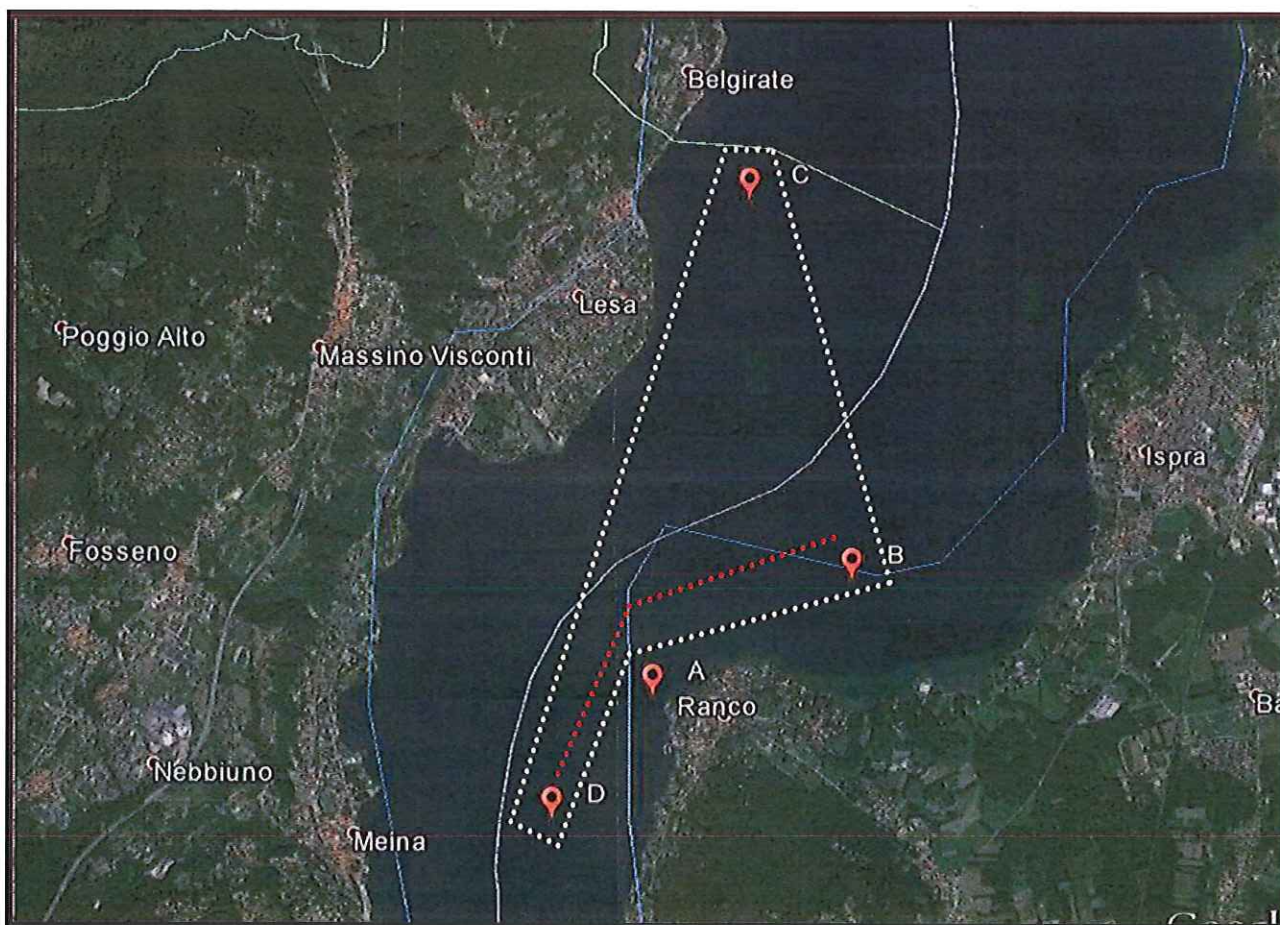 Belgirate
C
Lesa
Poggio Alto
Massino Visconti
Ispra
Fosseno
B
A
Ranco
Nebbiuno
D
Meina